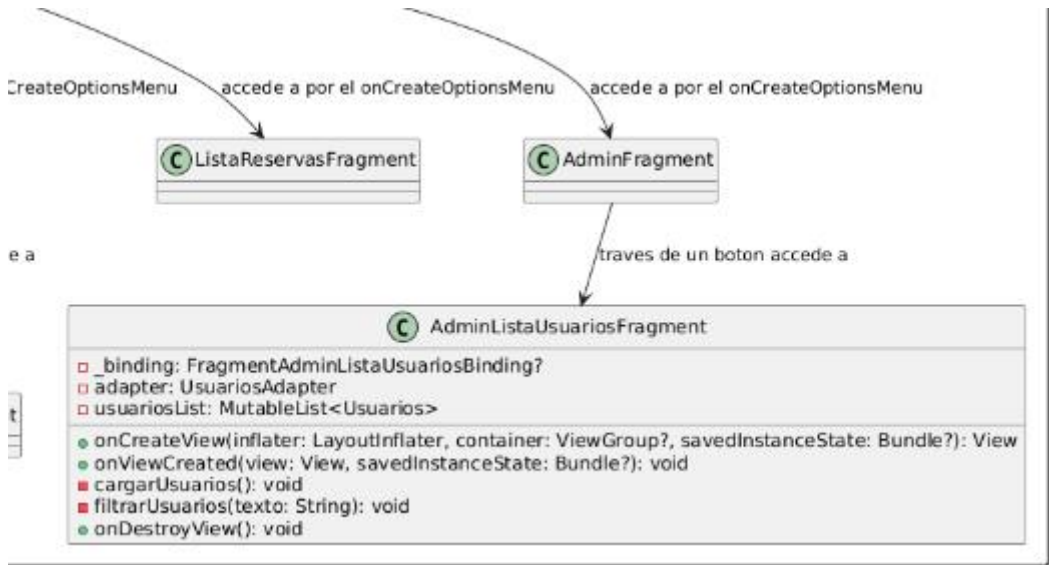 CreateOptionsMenu
accede a por el onCreateOptionsMenu
accede a por el onCreateOptionsMenu
C ListaReservasFragment
C AdminFragment
e a
traves de un boton accede a
C AdminListaUsuariosFragment
_binding: FragmentAdminListaUsuariosBinding?
adapter: UsuariosAdapter
usuariosList: MutableList<Usuarios>
t
onCreateView(inflater: LayoutInflater, container: ViewGroup?, savedInstanceState: Bundle?): View
onViewCreated(view: View, savedInstanceState: Bundle?): void
cargarUsuarios(): void
filtrarUsuarios(texto: String): void
onDestroyView(): void